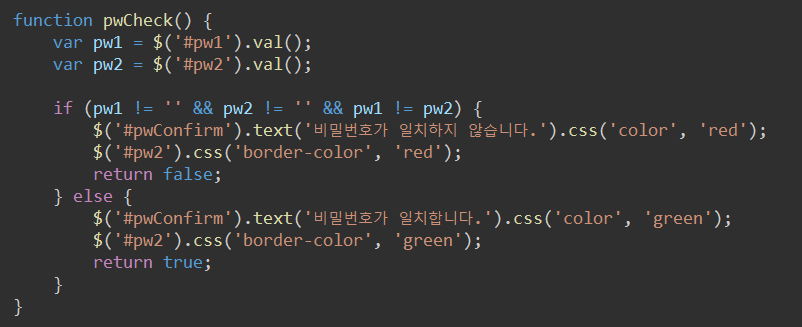 function pwCheck() {
    var pw1 = $('#pw1').val();
    var pw2 = $('#pw2').val();

    if (pw1 != '' && pw2 != '' && pw1 != pw2) {
        $('#pwConfirm').text('비밀번호가 일치하지 않습니다.').css('color', 'red');
        $('#pw2').css('border-color', 'red');
        return false;
    } else {
        $('#pwConfirm').text('비밀번호가 일치합니다.').css('color', 'green');
        $('#pw2').css('border-color', 'green');
        return true;
    }
}